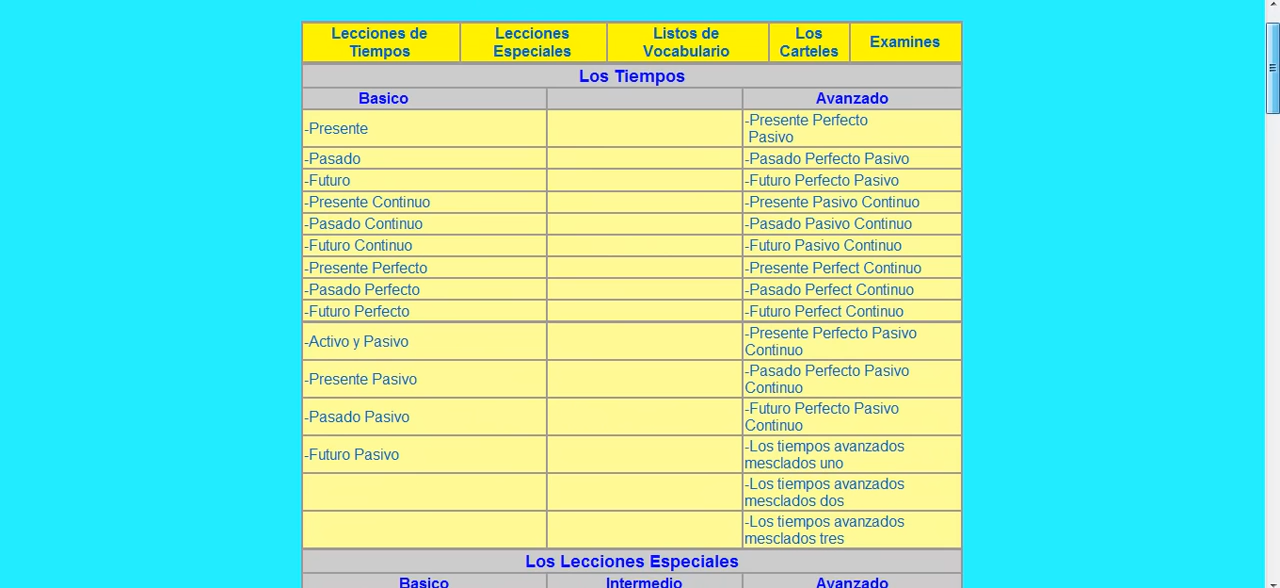 Lecciones de
Tiempos
Lecciones
Especiales
Listos de
Vocabulario
Los
Carteles
Examines
Los Tiempos
Basico
Avanzado
-Presente
-Presente Perfecto
Pasivo
-Pasado
-Pasado Perfecto Pasivo
-Futuro
-Futuro Perfecto Pasivo
-Presente Continuo
-Presente Pasivo Continuo
-Pasado Continuo
-Pasado Pasivo Continuo
-Futuro Continuo
-Futuro Pasivo Continuo
-Presente Perfecto
-Presente Perfect Continuo
-Pasado Perfecto
-Pasado Perfect Continuo
-Futuro Perfecto
-Futuro Perfect Continuo
-Activo y Pasivo
-Presente Perfecto Pasivo
Continuo
-Presente Pasivo
-Pasado Perfecto Pasivo
Continuo
-Pasado Pasivo
-Futuro Perfecto Pasivo
Continuo
-Futuro Pasivo
-Los tiempos avanzados
mesclados uno
-Los tiempos avanzados
mesclados dos
-Los tiempos avanzados
mesclados tres
Los Lecciones Especiales
Basico
Intermedio
Avanzado